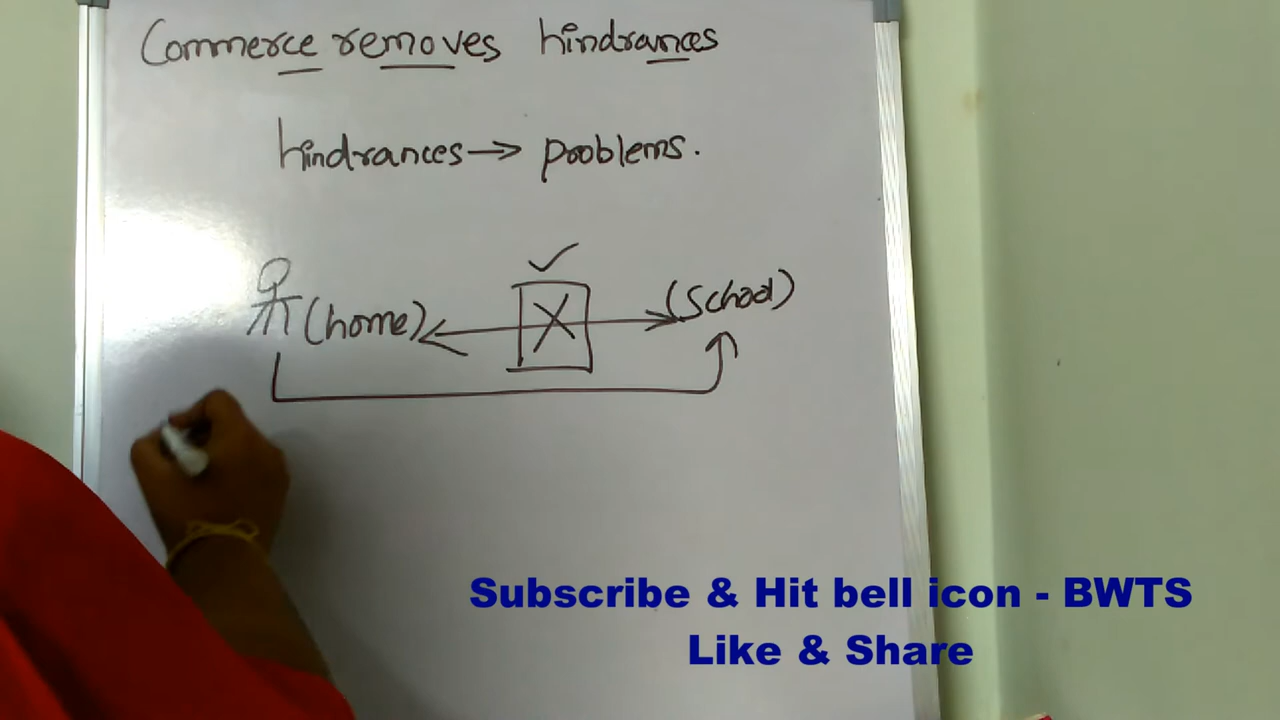 Commerce removes hindrances
hindrances → problems.
(home) X (School)
Subscribe & Hit bell icon - BWTS
Like & Share